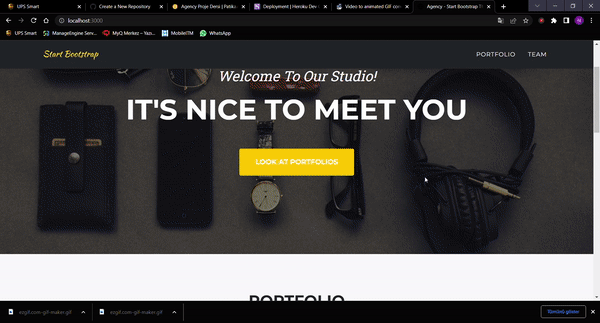 UPS Smart
Create a New Repository
Agency Proje Dersi | Patika
Deployment | Heroku Dev
Video to animated GIF con
Agency - Start Bootstrap T
localhost:3000
UPS Smart
ManageEngine Serv...
MyQ Merkez – Yazı...
MobileITM
WhatsApp
Start Bootstrap
PORTFOLIO
TEAM
Welcome To Our Studio!
IT'S NICE TO MEET YOU
LOOK AT PORTFOLIOS
PORTFOLIO
ezgif.com-gif-maker.gif
ezgif.com-gif-maker.gif
Tümünü göster